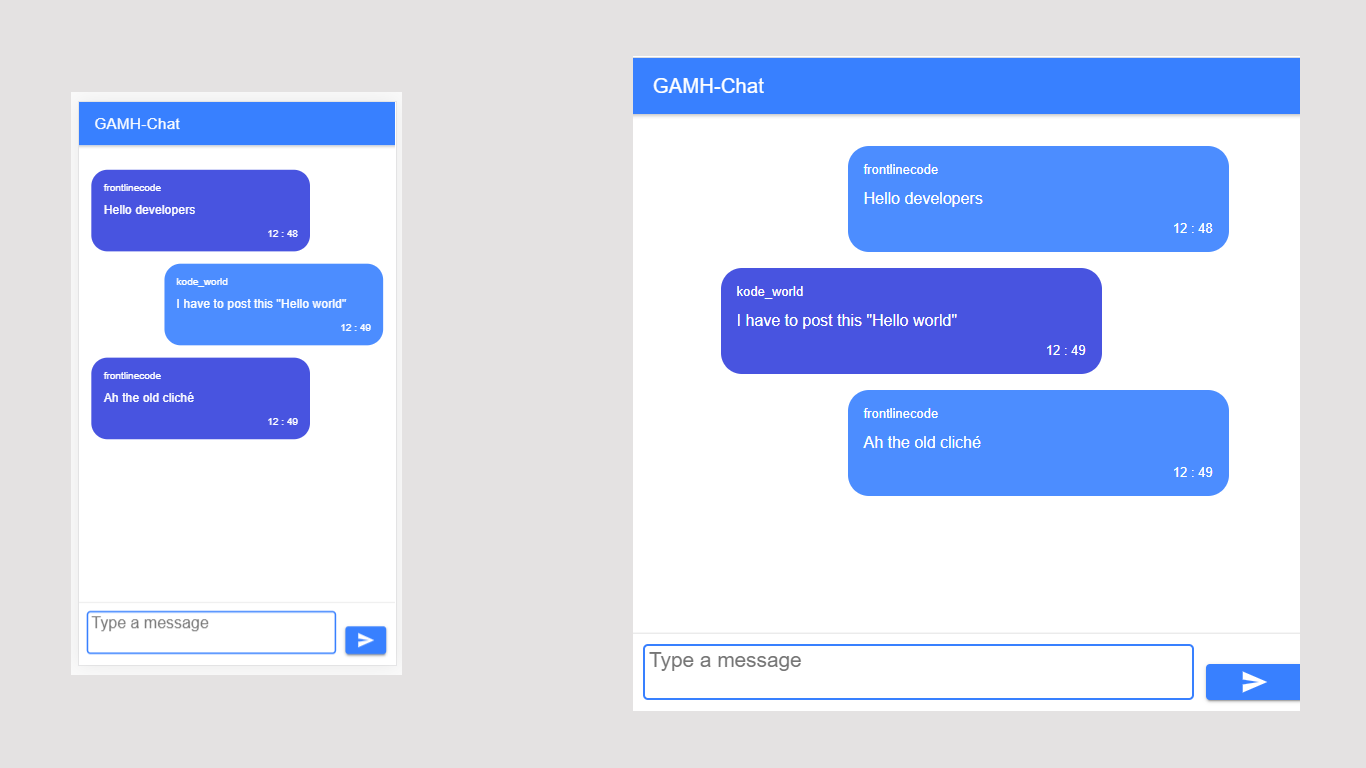 GAMH-Chat
frontlinecode
Hello developers
12 : 48
kode_world
I have to post this "Hello world"
12 : 49
frontlinecode
Ah the old cliché
12 : 49
Type a message
GAMH-Chat
frontlinecode
Hello developers
12 : 48
kode_world
I have to post this "Hello world"
12 : 49
frontlinecode
Ah the old cliché
12 : 49
Type a message